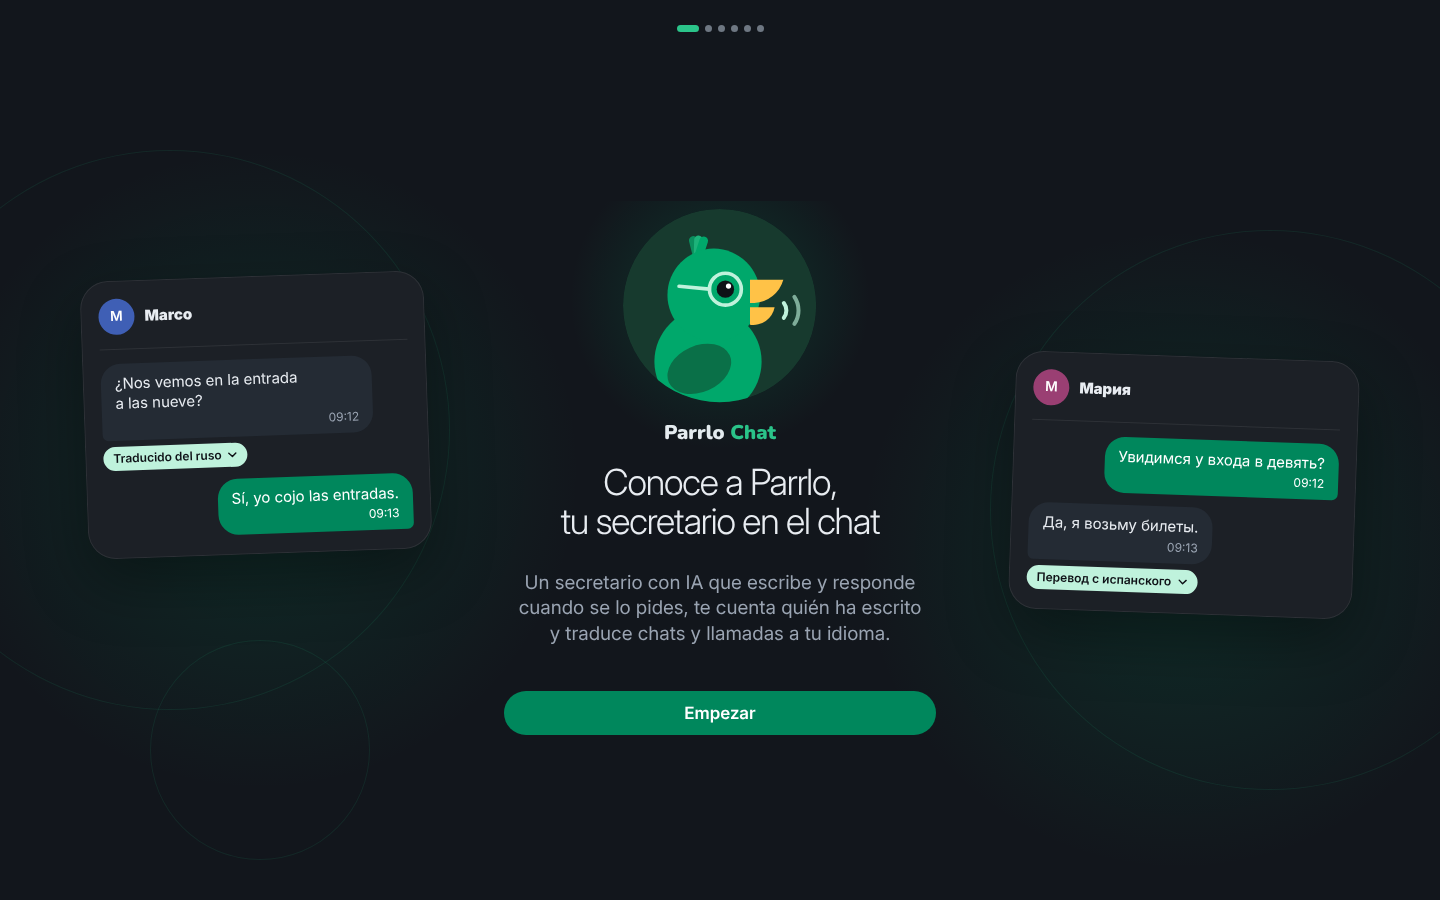 M
Marco
¿Nos vemos en la entrada
a las nueve?
09:12
Traducido del ruso
Sí, yo cojo las entradas.
09:13
Parrlo Chat
Conoce a Parrlo,
tu secretario en el chat
Un secretario con IA que escribe y responde
cuando se lo pides, te cuenta quién ha escrito
y traduce chats y llamadas a tu idioma.
Empezar
М
Мария
Увидимся у входа в девять?
09:12
Да, я возьму билеты.
09:13
Перевод с испанского